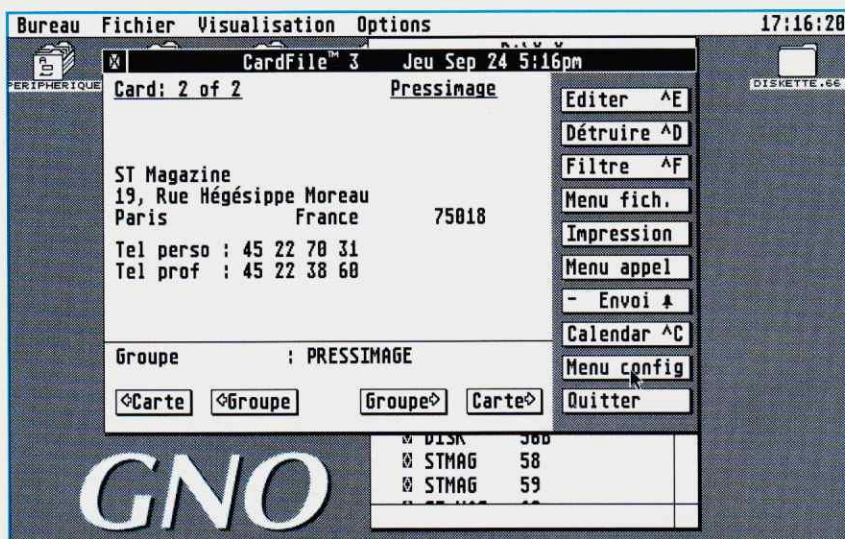 Bureau Fichier Visualisation Options 17:16:20
CardFile™ 3 Jeu Sep 24 5:16pm
PERIPHERIQUE
DISKETTE.66
Card: 2 of 2 Pressimage
ST Magazine
19, Rue Hégésippe Moreau
Paris France 75018
Tel perso : 45 22 70 31
Tel prof : 45 22 38 60
Groupe : PRESSIMAGE
⇦Carte ⇦Groupe Groupe⇨ Carte⇨
Editer ^E
Détruire ^D
Filtre ^F
Menu fich.
Impression
Menu appel
- Envoi
Calendar ^C
Menu config
Quitter
DISK
STMAG 58
STMAG 59
GNO